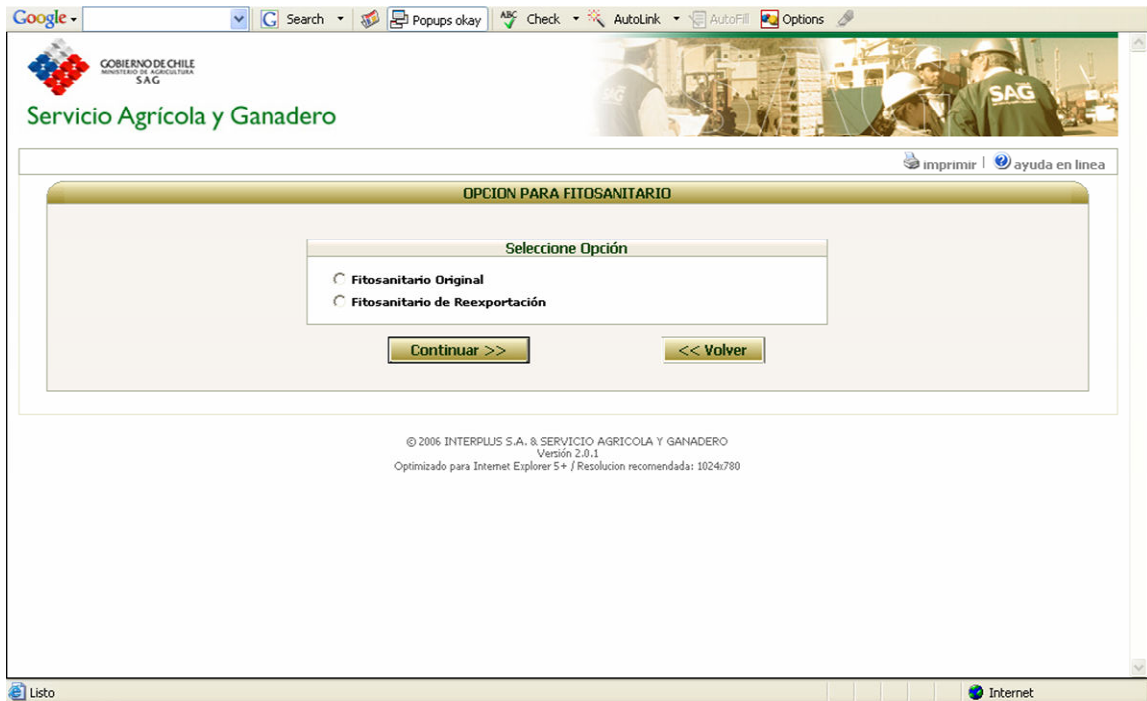 Google Search Popups okay ABC Check AutoLink AutoFill Options
GOBIERNO DE CHILE
MINISTERIO DE AGRICULTURA
SAG
Servicio Agrícola y Ganadero
SAG
SAG
imprimir | ayuda en linea
OPCION PARA FITOSANITARIO
Seleccione Opción
Fitosanitario Original
Fitosanitario de Reexportación
Continuar >> << Volver
© 2006 INTERPLUS S.A. & SERVICIO AGRICOLA Y GANADERO
Versión 2.0.1
Optimizado para Internet Explorer 5+ / Resolucion recomendada: 1024x780
Listo Internet